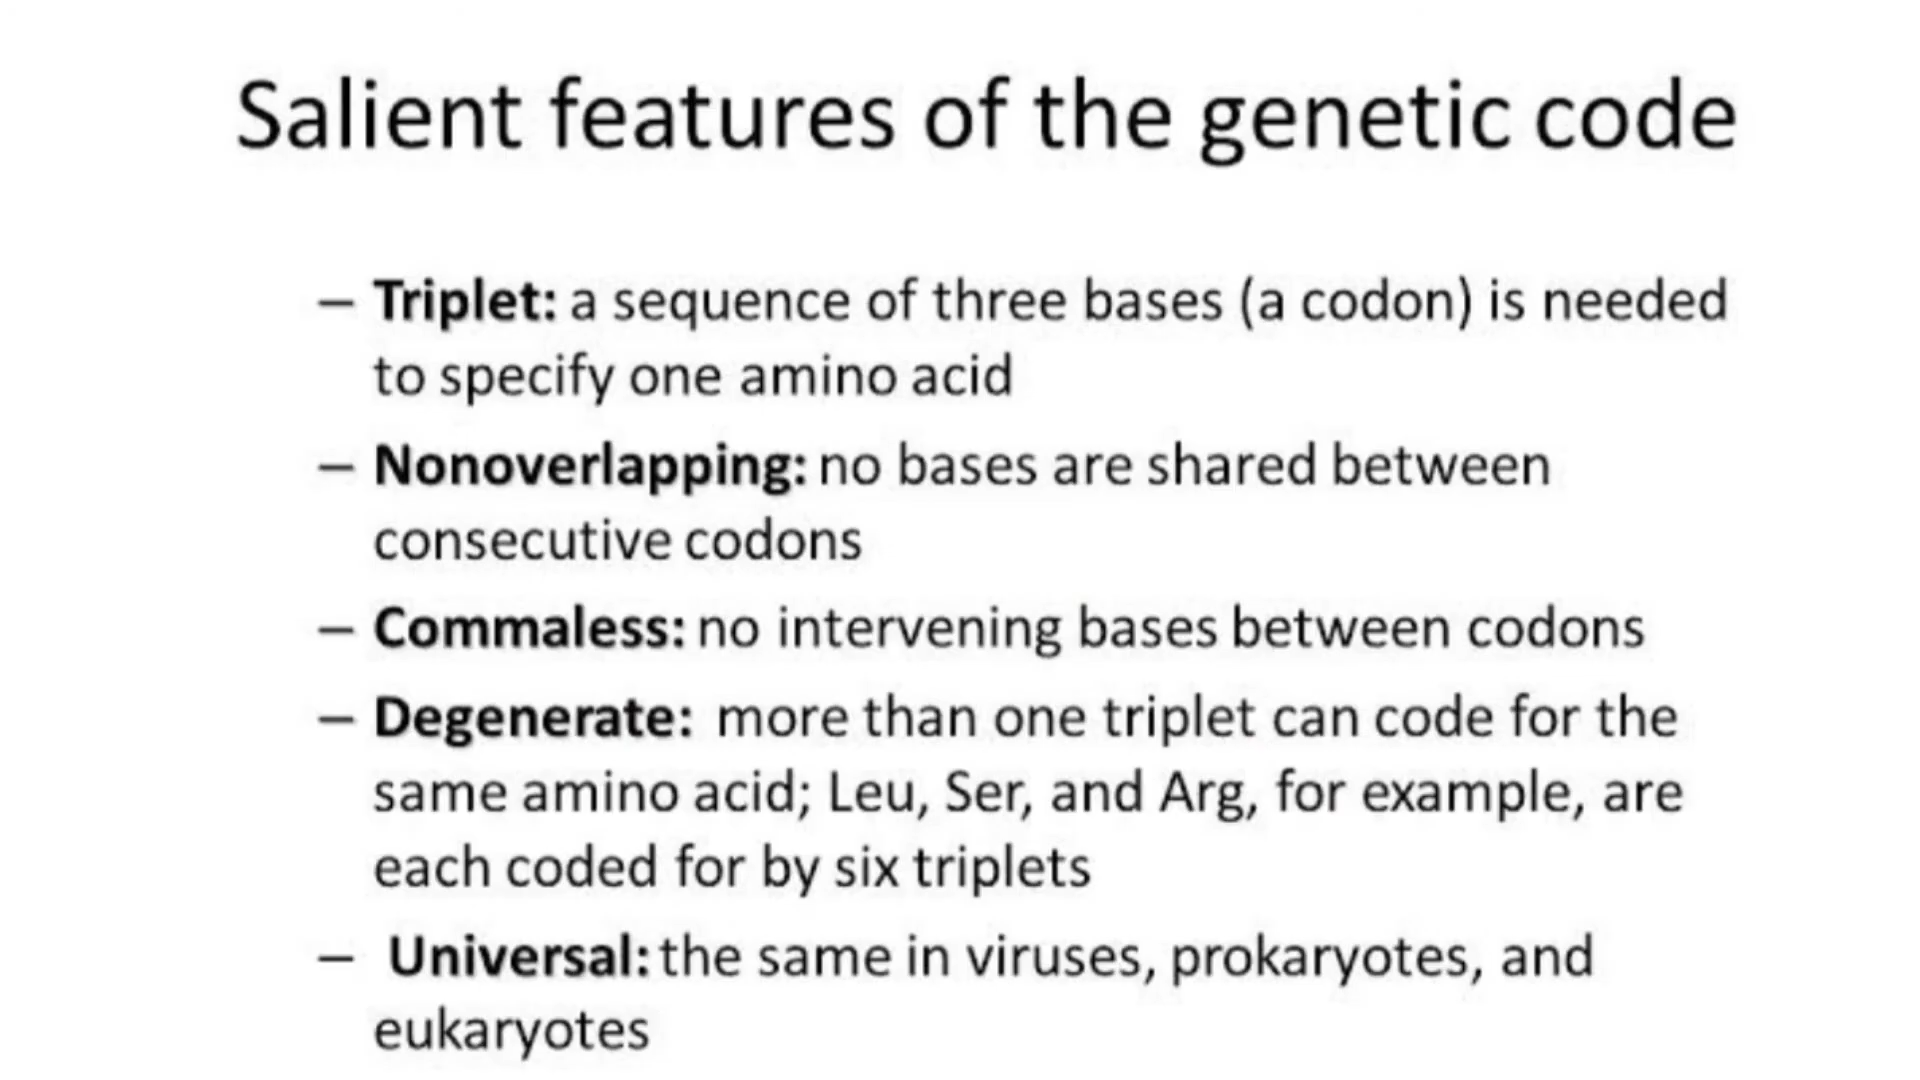 Salient features of the genetic code
– Triplet: a sequence of three bases (a codon) is needed
to specify one amino acid
– Nonoverlapping: no bases are shared between
consecutive codons
– Commaless: no intervening bases between codons
– Degenerate: more than one triplet can code for the
same amino acid; Leu, Ser, and Arg, for example, are
each coded for by six triplets
– Universal: the same in viruses, prokaryotes, and
eukaryotes